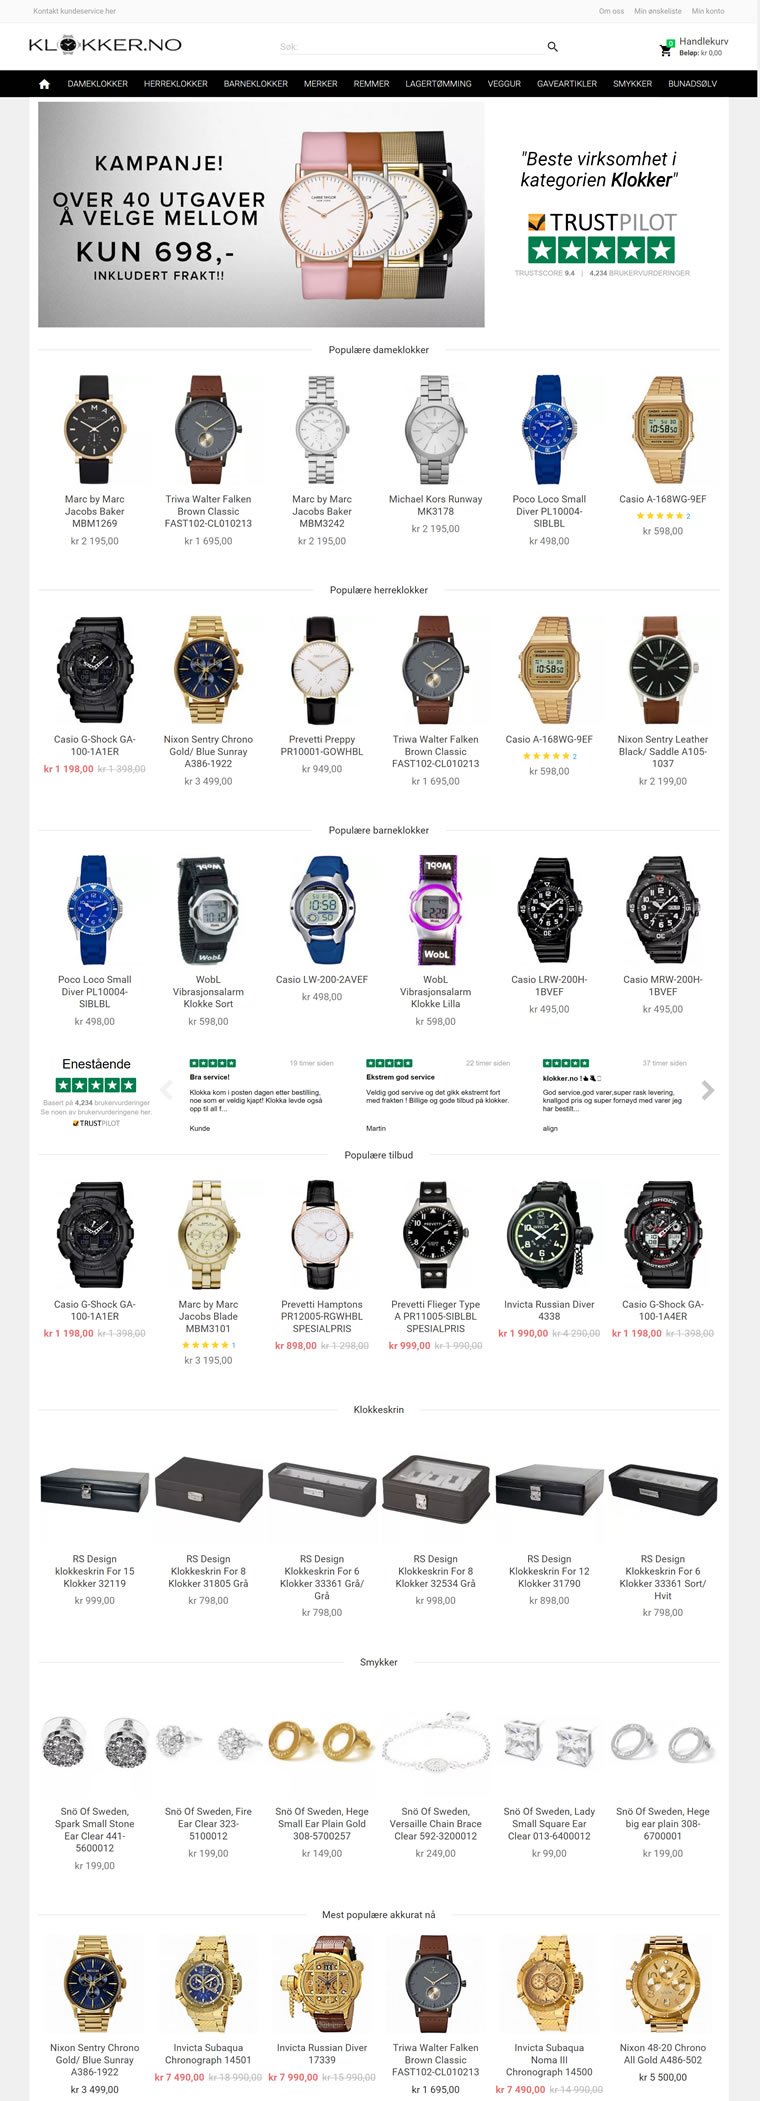 Kontakt kundeservice her
Om oss Min ønskeliste Min konto
KLOKKER.NO
Søk:
0
Handlekurv
Beløp: kr 0,00
DAMEKLOKKER HERREKLOKKER BARNEKLOKKER MERKER REMMER LAGERTØMMING VEGGUR GAVEARTIKLER SMYKKER BUNADSØLV
KAMPANJE!
OVER 40 UTGAVER
Å VELGE MELLOM
KUN 698,-
INKLUDERT FRAKT!!
"Beste virksomhet i
kategorien Klokker"
TRUSTPILOT
TRUSTSCORE 9.4 | 4,234 BRUKERVURDERINGER
Populære dameklokker
Marc by Marc
Jacobs Baker
MBM1269
kr 2 195,00
Triwa Walter Falken
Brown Classic
FAST102-CL010213
kr 1 695,00
Marc by Marc
Jacobs Baker
MBM3242
kr 2 195,00
Michael Kors Runway
MK3178
kr 2 195,00
Poco Loco Small
Diver PL10004-
SIBLBL
kr 498,00
Casio A-168WG-9EF
2
kr 598,00
Populære herreklokker
Casio G-Shock GA-
100-1A1ER
kr 1 198,00 kr 1 398,00
Nixon Sentry Chrono
Gold/ Blue Sunray
A386-1922
kr 3 499,00
Prevetti Preppy
PR10001-GOWHBL
kr 949,00
Triwa Walter Falken
Brown Classic
FAST102-CL010213
kr 1 695,00
Casio A-168WG-9EF
2
kr 598,00
Nixon Sentry Leather
Black/ Saddle A105-
1037
kr 2 199,00
Populære barneklokker
Poco Loco Small
Diver PL10004-
SIBLBL
kr 498,00
WobL
Vibrasjonsalarm
Klokke Sort
kr 598,00
Casio LW-200-2AVEF
kr 498,00
WobL
Vibrasjonsalarm
Klokke Lilla
kr 598,00
Casio LRW-200H-
1BVEF
kr 495,00
Casio MRW-200H-
1BVEF
kr 495,00
Enestående
Basert på 4,234 brukervurderinger
Se noen av brukervurderingene her.
TRUSTPILOT
19 timer siden
Bra service!
Klokka kom i posten dagen etter bestilling,
noe som er veldig kjapt! Klokka levde også
opp til all f...
Kunde
22 timer siden
Ekstrem god service
Veldig god servive og det gikk ekstremt fort
med frakten ! Billige og gode tilbud på klokker.
Martin
37 timer siden
klokker.no !
God service,god varer,super rask levering,
knallgod pris og super fornøyd med varer jeg
har bestilt...
align
Populære tilbud
Casio G-Shock GA-
100-1A1ER
kr 1 198,00 kr 1 398,00
Marc by Marc
Jacobs Blade
MBM3101
1
kr 3 195,00
Prevetti Hamptons
PR12005-RGWHBL
SPESIALPRIS
kr 898,00 kr 1 298,00
Prevetti Flieger Type
A PR11005-SIBLBL
SPESIALPRIS
kr 999,00 kr 1 990,00
Invicta Russian Diver
4338
kr 1 990,00 kr 4 290,00
Casio G-Shock GA-
100-1A4ER
kr 1 198,00 kr 1 398,00
Klokkeskrin
RS Design
klokkeskrin For 15
Klokker 32119
kr 999,00
RS Design
Klokkeskrin For 8
Klokker 31805 Grå
kr 798,00
RS Design
Klokkeskrin For 6
Klokker 33361 Grå/
Grå
kr 798,00
RS Design
Klokkeskrin For 8
Klokker 32534 Grå
kr 998,00
RS Design
Klokkeskrin For 12
Klokker 31790
kr 898,00
RS Design
Klokkeskrin For 6
Klokker 33361 Sort/
Hvit
kr 798,00
Smykker
Snö Of Sweden,
Spark Small Stone
Ear Clear 441-
5600012
kr 199,00
Snö Of Sweden, Fire
Ear Clear 323-
5100012
kr 199,00
Snö Of Sweden, Hege
Small Ear Plain Gold
308-5700257
kr 149,00
Snö Of Sweden,
Versaille Chain Brace
Clear 592-3200012
kr 249,00
Snö Of Sweden, Lady
Small Square Ear
Clear 013-6400012
kr 99,00
Snö Of Sweden, Hege
big ear plain 308-
6700001
kr 199,00
Mest populære akkurat nå
Nixon Sentry Chrono
Gold/ Blue Sunray
A386-1922
kr 3 499,00
Invicta Subaqua
Chronograph 14501
kr 7 490,00 kr 18 990,00
Invicta Russian Diver
17339
kr 7 990,00 kr 15 990,00
Triwa Walter Falken
Brown Classic
FAST102-CL010213
kr 1 695,00
Invicta Subaqua
Noma III
Chronograph 14500
kr 7 490,00 kr 14 990,00
Nixon 48-20 Chrono
All Gold A486-502
kr 5 500,00